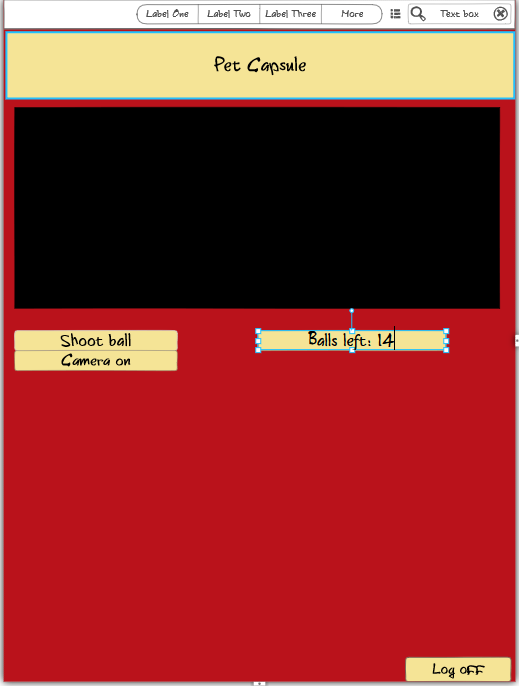 Label One Label Two Label Three More Text box
Pet Capsule
Shoot ball Balls left: 14
Camera on
Log off